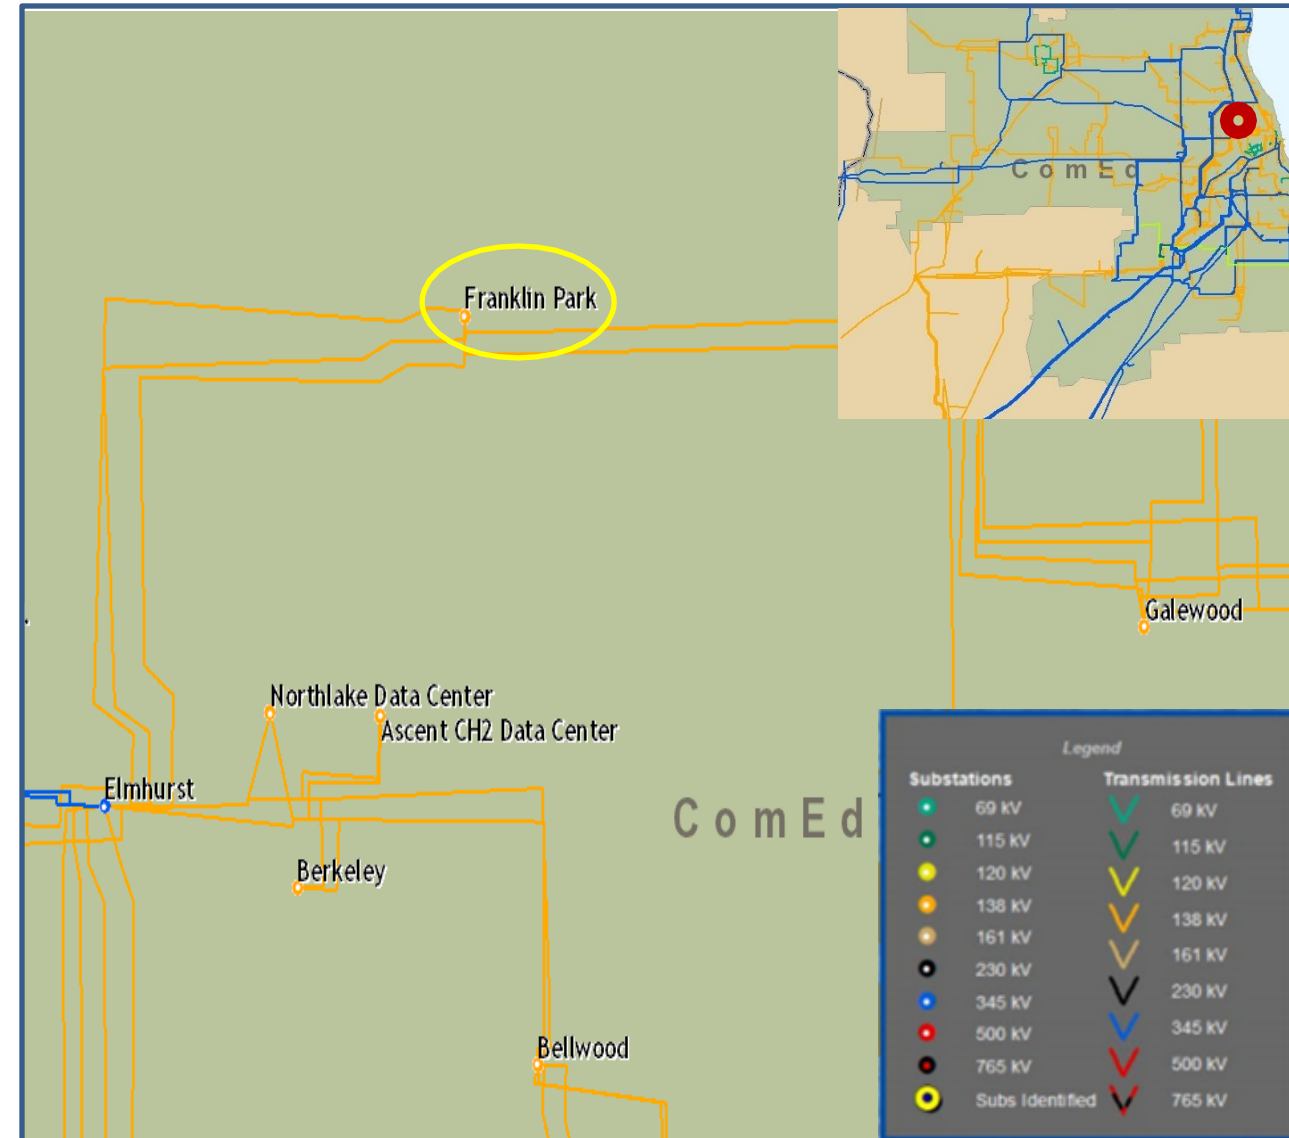 ComEd
Franklin Park
Galewood
Northlake Data Center
Ascent CH2 Data Center
Elmhurst
ComEd
Berkeley
Bellwood
Legend
Substations Transmission Lines
69 kV 69 kV
115 kV 115 kV
120 kV 120 kV
138 kV 138 kV
161 kV 161 kV
230 kV 230 kV
345 kV 345 kV
500 kV 500 kV
765 kV 765 kV
Subs Identified